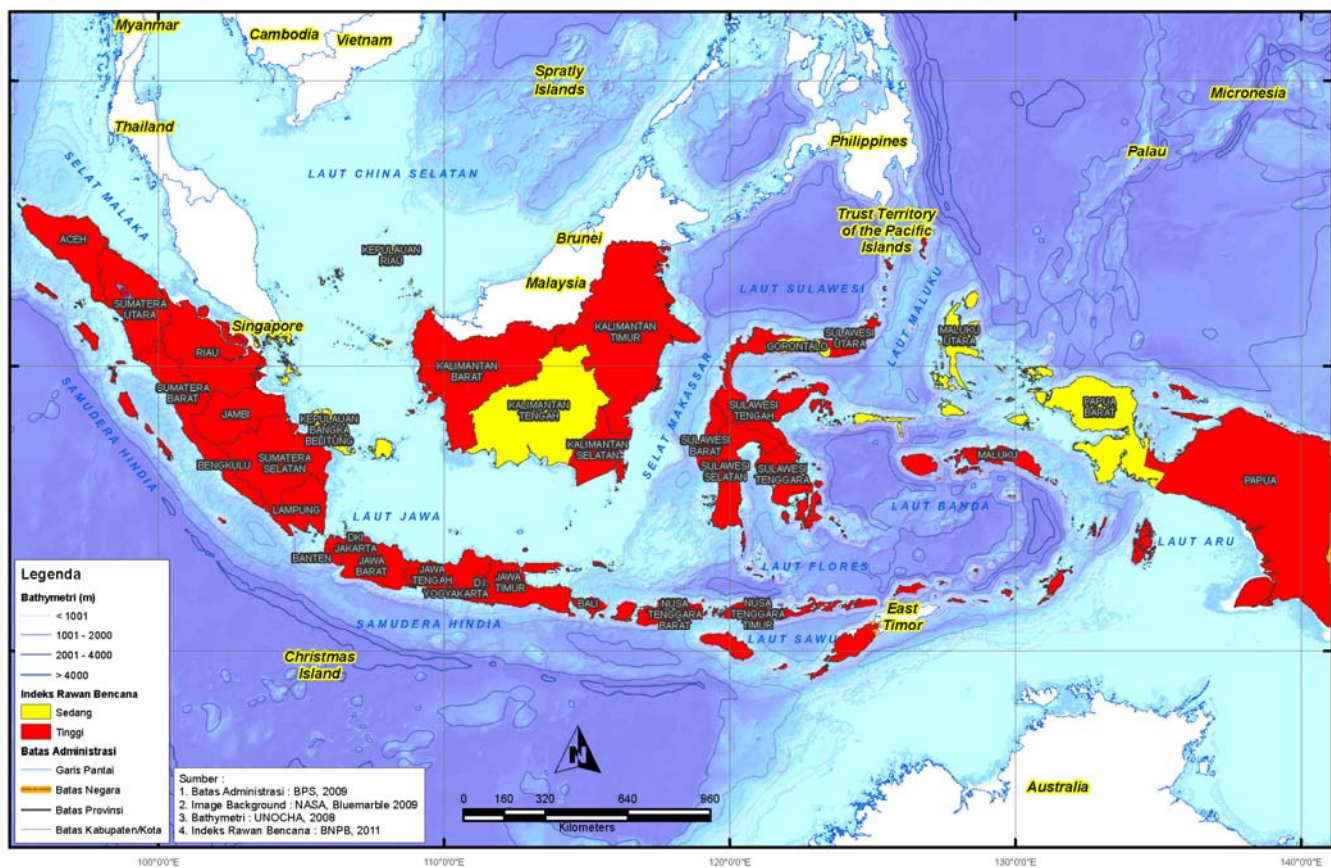 Myanmar
Cambodia
Vietnam
Spratly
Islands
Micronesia
Thailand
Philippines
Palau
SELAT MALAKA
LAUT CHINA SELATAN
Trust Territory
of the Pacific
Islands
ACEH
KEPULAUAN
RIAU
Brunei
Malaysia
LAUT SULAWESI
LAUT MALUKU
SUMATERA
UTARA
Singapore
KALIMANTAN
TIMUR
SULAWESI
UTARA
MALUKU
UTARA
GORONTALO
RIAU
KALIMANTAN
BARAT
SELAT MAKASSAR
SUMATERA
BARAT
SAMUDERA HINDIA
JAMBI
KEPULAUAN
BANGKA
BELITUNG
KALIMANTAN
TENGAH
SULAWESI
TENGAH
PAPUA
BARAT
BENGKULU
SUMATERA
SELATAN
KALIMANTAN
SELATAN
SULAWESI
BARAT
SULAWESI
SELATAN
SULAWESI
TENGGARA
MALUKU
PAPUA
LAMPUNG
LAUT JAWA
LAUT BANDA
LAUT ARU
BANTEN
DKI
JAKARTA
JAWA
BARAT
JAWA
TENGAH
D.I.
YOGYAKARTA
JAWA
TIMUR
LAUT FLORES
BALI
NUSA
TENGGARA
BARAT
NUSA
TENGGARA
TIMUR
East
Timor
SAMUDERA HINDIA
LAUT SAWU
Christmas
Island
Australia
Legenda
Bathymetri (m)
< 1001
1001 - 2000
2001 - 4000
> 4000
Indeks Rawan Bencana
Sedang
Tinggi
Batas Administrasi
Garis Pantai
Batas Negara
Batas Provinsi
Batas Kabupaten/Kota
Sumber :
1. Batas Administrasi : BPS, 2009
2. Image Background : NASA, Bluemarble 2009
3. Bathymetri : UNOCHA, 2008
4. Indeks Rawan Bencana : BNPB, 2011
N
0 160 320 640 960
Kilometers
100°0'0"E 110°0'0"E 120°0'0"E 130°0'0"E 140°0'0"E